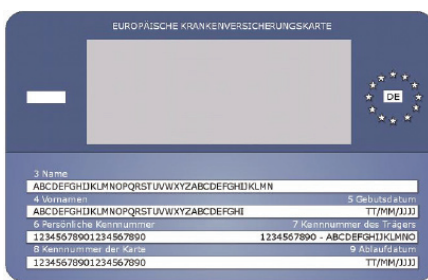 EUROPÄISCHE KRANKENVERSICHERUNGSKARTE
DE
3 Name
ABCDEFGHIJKLMNOPQRSTUVWXYZABCDEFGHIJKLMN
4 Vornamen 5 Gebutsdatum
ABCDEFGHIJKLMNOPQRSTUVWXYZABCDEFGHI TT/MM/JJJJ
6 Persönliche Kennnummer 7 Kennnummer des Trägers
12345678901234567890 1234567890 - ABCDEFGHIJKLMNO
8 Kennnummer der Karte 9 Ablaufdatum
12345678901234567890 TT/MM/JJJJ